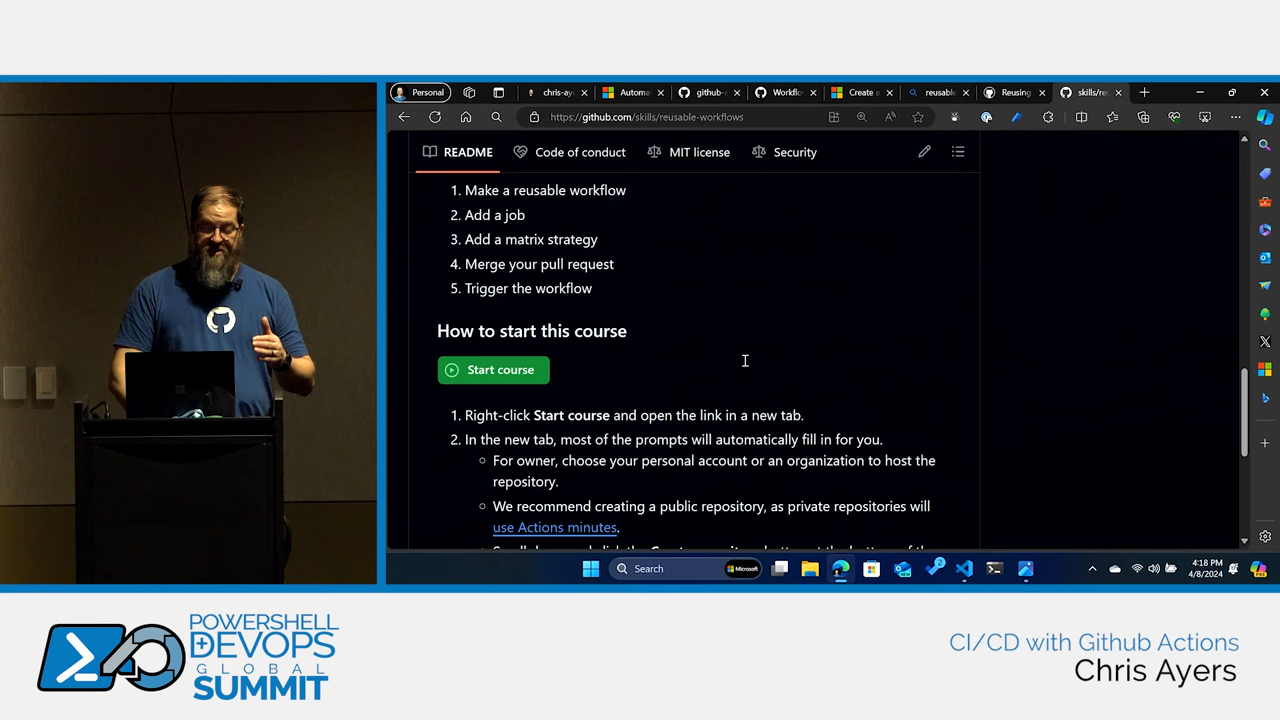 Personal
chris-ay
Automa
github-
Workflo
Create a
reusable
Reusing
skills/re
https://github.com/skills/reusable-workflows
README
Code of conduct
MIT license
Security
1. Make a reusable workflow
2. Add a job
3. Add a matrix strategy
4. Merge your pull request
5. Trigger the workflow
How to start this course
Start course
1. Right-click Start course and open the link in a new tab.
2. In the new tab, most of the prompts will automatically fill in for you.
For owner, choose your personal account or an organization to host the
repository.
We recommend creating a public repository, as private repositories will
use Actions minutes.
Search
Microsoft
4:18 PM
4/8/2024
POWERSHELL
+DEVOPS
GLOBAL
SUMMIT
CI/CD with Github Actions
Chris Ayers